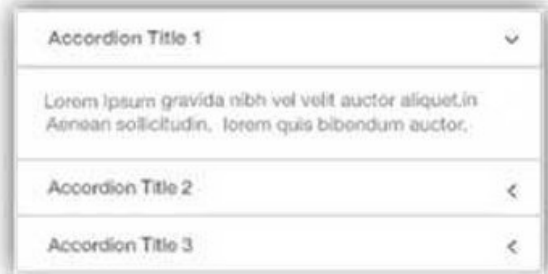 Accordion Title 1
Lorem Ipsum gravida nibh vel velit auctor aliquet.in
Aenean sollicitudin, lorem quis bibendum auctor,
Accordion Title 2
Accordion Title 3